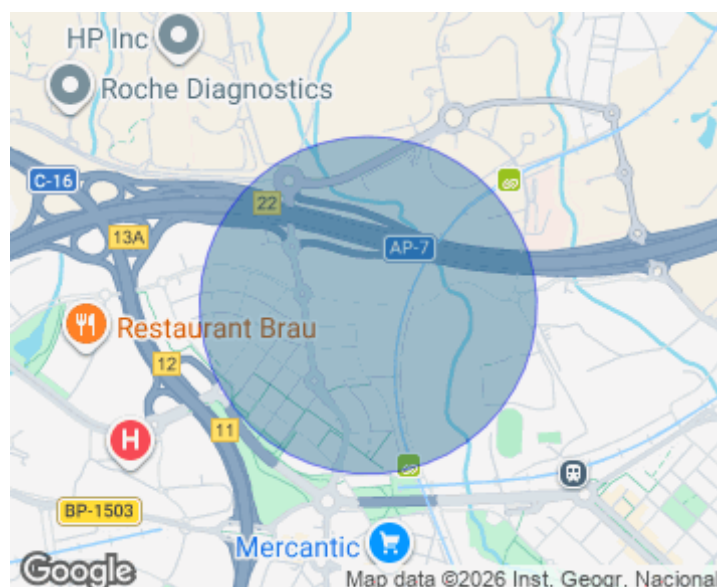 HP Inc
Roche Diagnostics
C-16
22
13A
AP-7
Restaurant Brau
12
H
11
BP-1503
Mercantic
Google
Map data ©2026 Inst. Geogr. Nacional